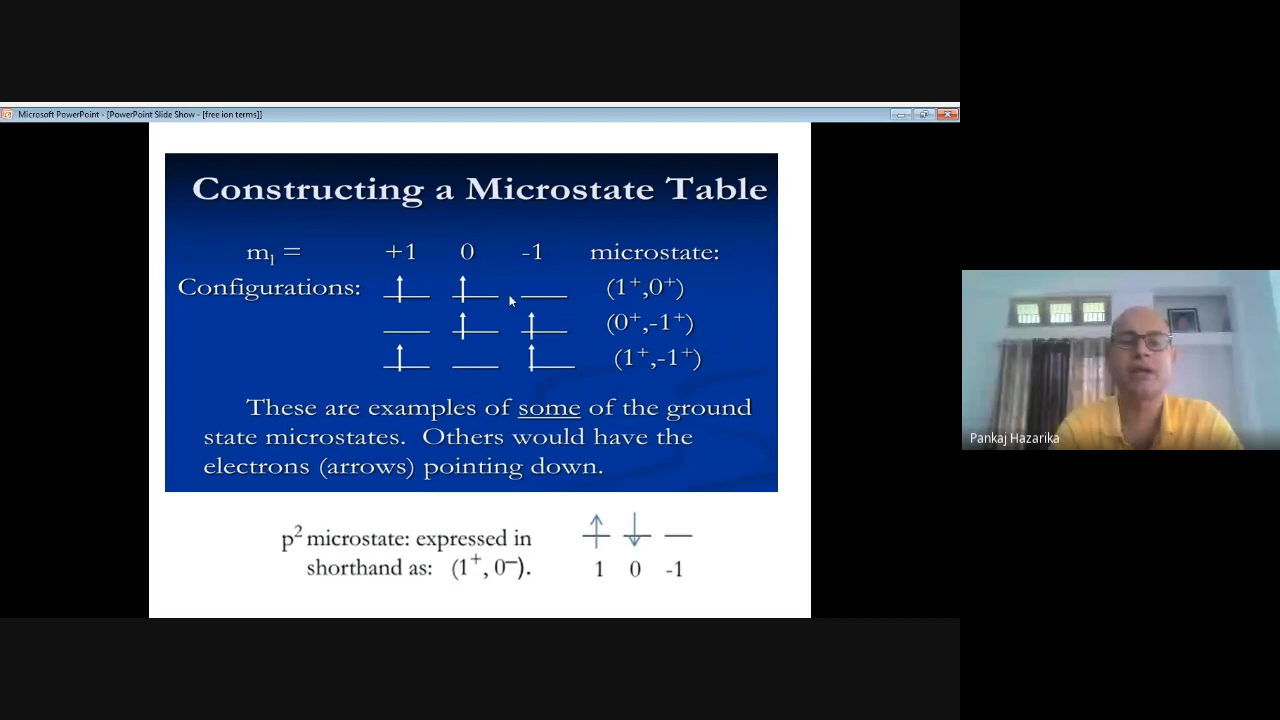 Microsoft PowerPoint - [PowerPoint Slide Show - [free ion terms]]
Constructing a Microstate Table
mₗ = +1 0 -1 microstate:
Configurations: (1⁺,0⁺)
(0⁺,-1⁺)
(1⁺,-1⁺)
These are examples of some of the ground
state microstates. Others would have the
electrons (arrows) pointing down.
p² microstate: expressed in
shorthand as: (1⁺, 0⁻).
1 0 -1
Pankaj Hazarika